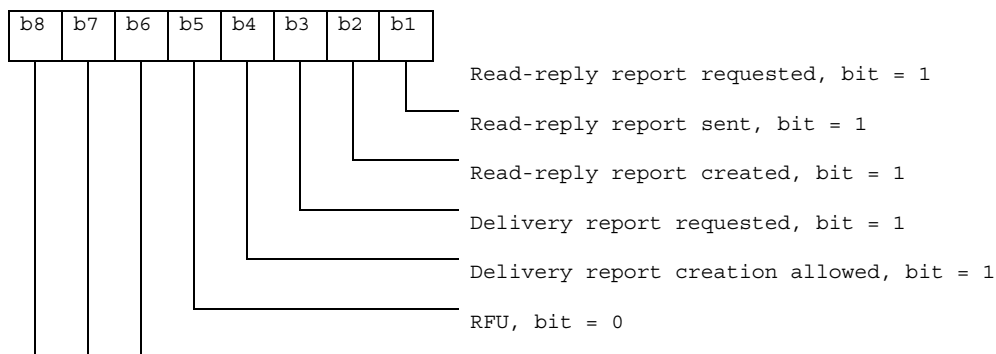 b8 b7 b6 b5 b4 b3 b2 b1
Read-reply report requested, bit = 1
Read-reply report sent, bit = 1
Read-reply report created, bit = 1
Delivery report requested, bit = 1
Delivery report creation allowed, bit = 1
RFU, bit = 0